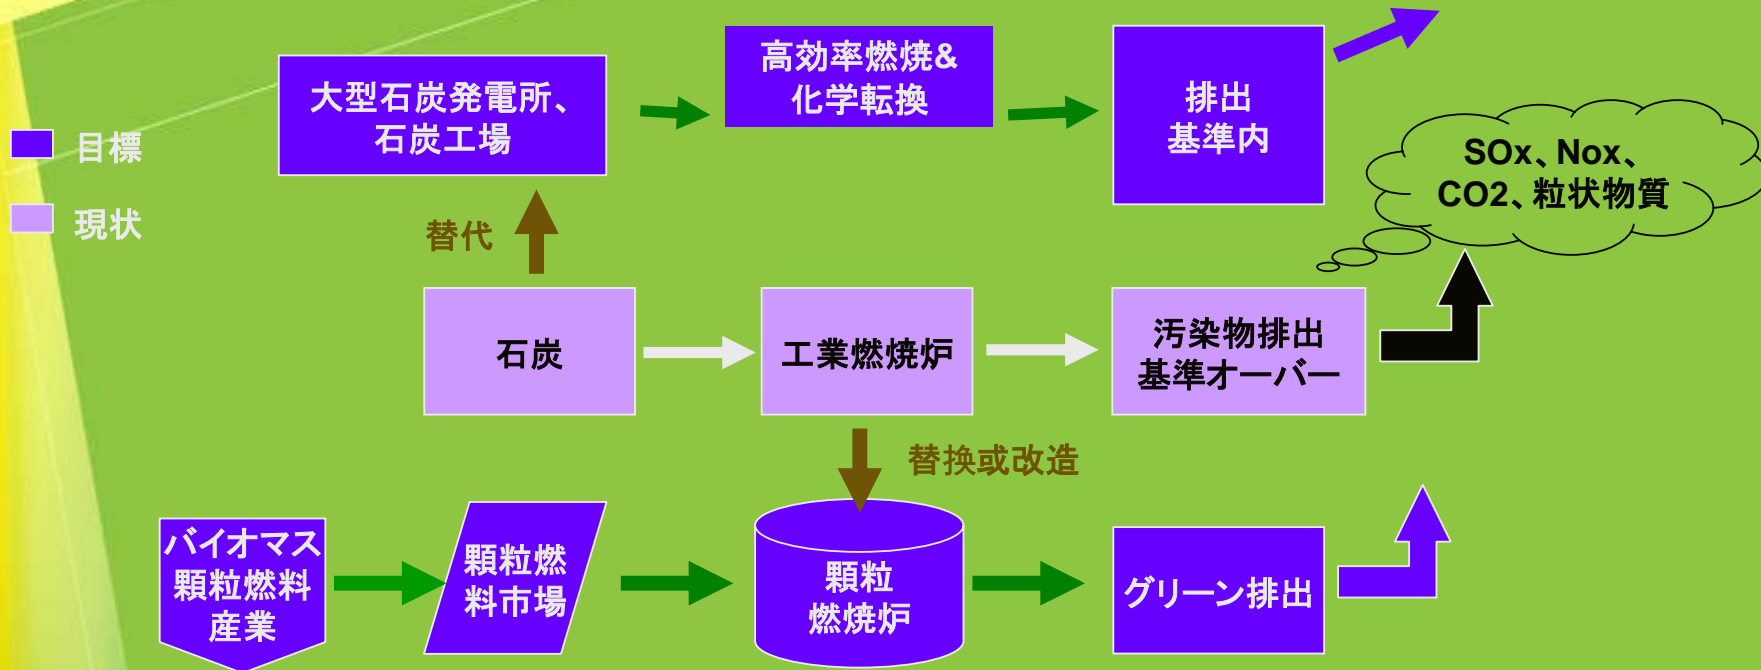 高効率燃焼&
化学転換
大型石炭発電所、
石炭工場
排出
基準内
目標
現状
SOx、Nox、
CO2、粒状物質
替代
石炭
工業燃焼炉
汚染物排出
基準オーバー
替换或改造
バイオマス
顆粒燃料
産業
顆粒燃
料市場
顆粒
燃焼炉
グリーン排出